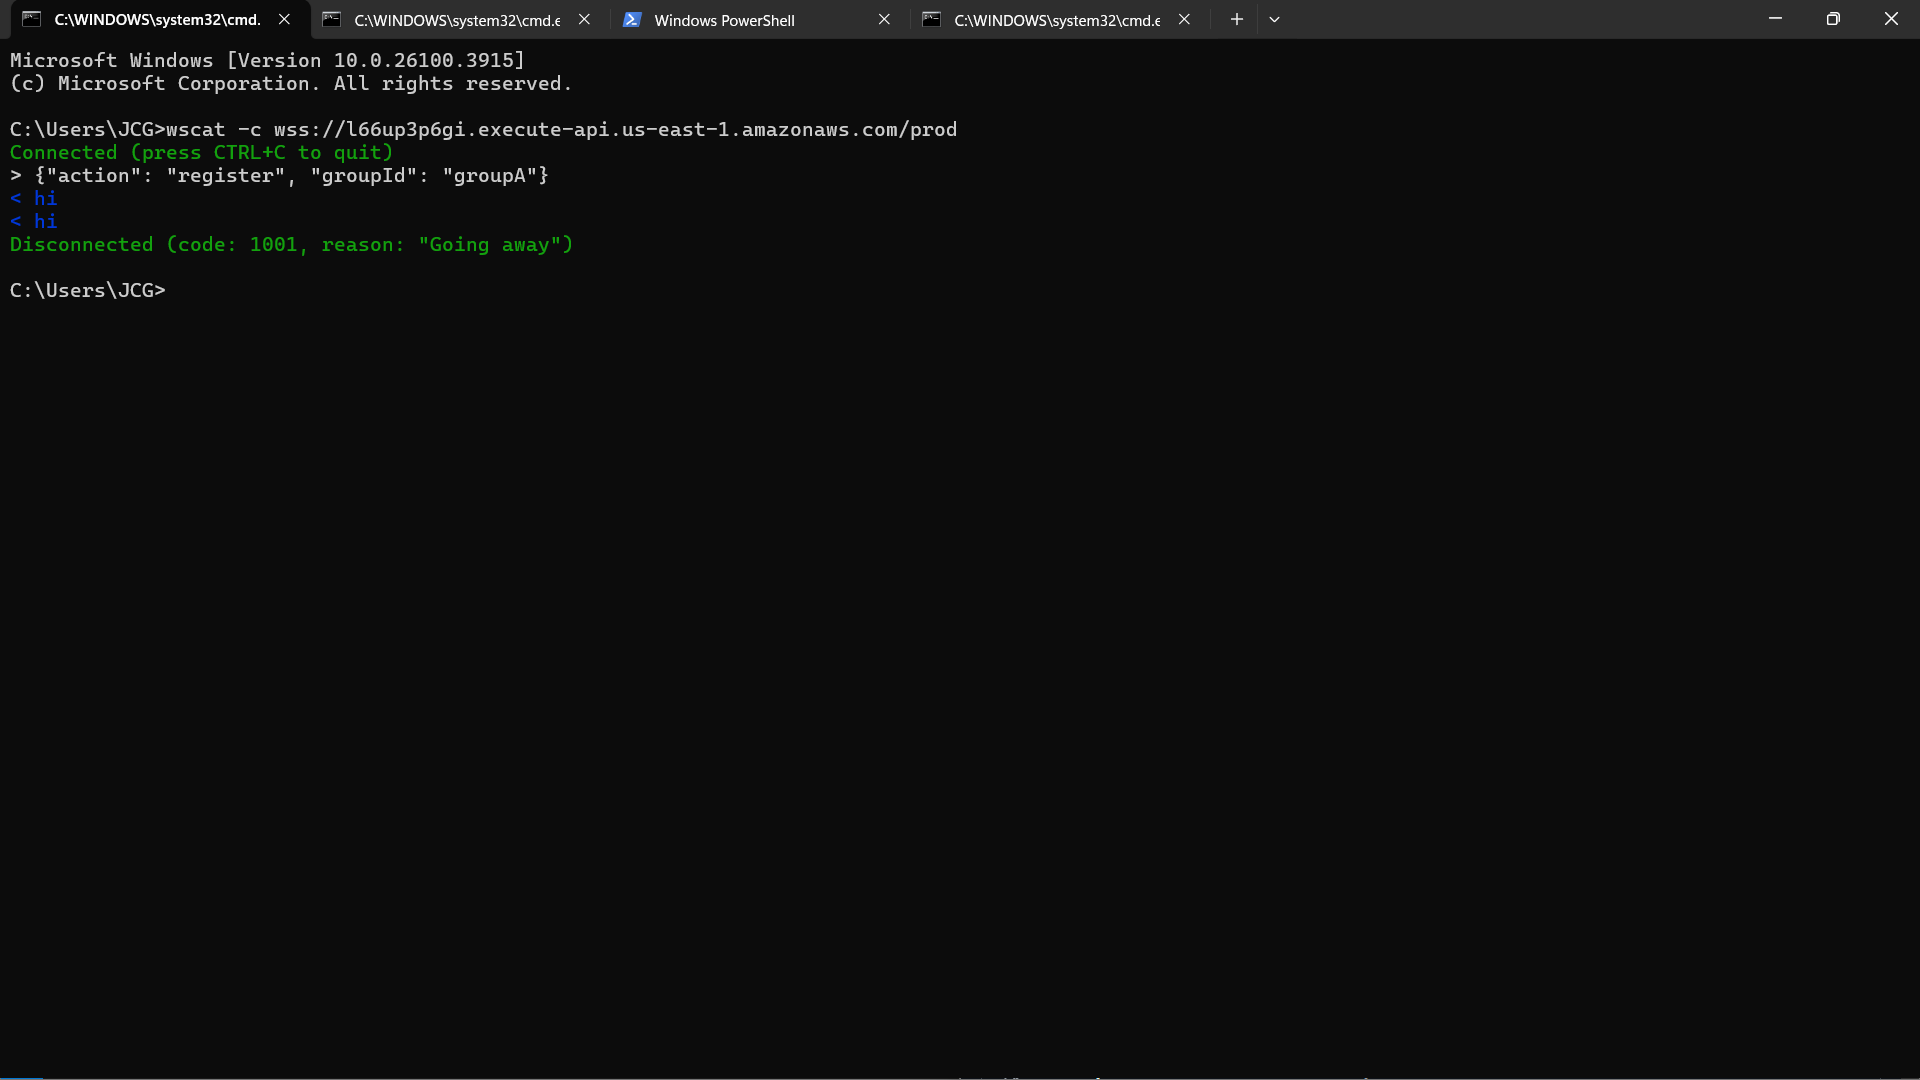 C:\WINDOWS\system32\cmd. C:\WINDOWS\system32\cmd.e Windows PowerShell C:\WINDOWS\system32\cmd.e
Microsoft Windows [Version 10.0.26100.3915]
(c) Microsoft Corporation. All rights reserved.
C:\Users\JCG>wscat -c wss://l66up3p6gi.execute-api.us-east-1.amazonaws.com/prod
Connected (press CTRL+C to quit)
> {"action": "register", "groupId": "groupA"}
< hi
< hi
Disconnected (code: 1001, reason: "Going away")
C:\Users\JCG>